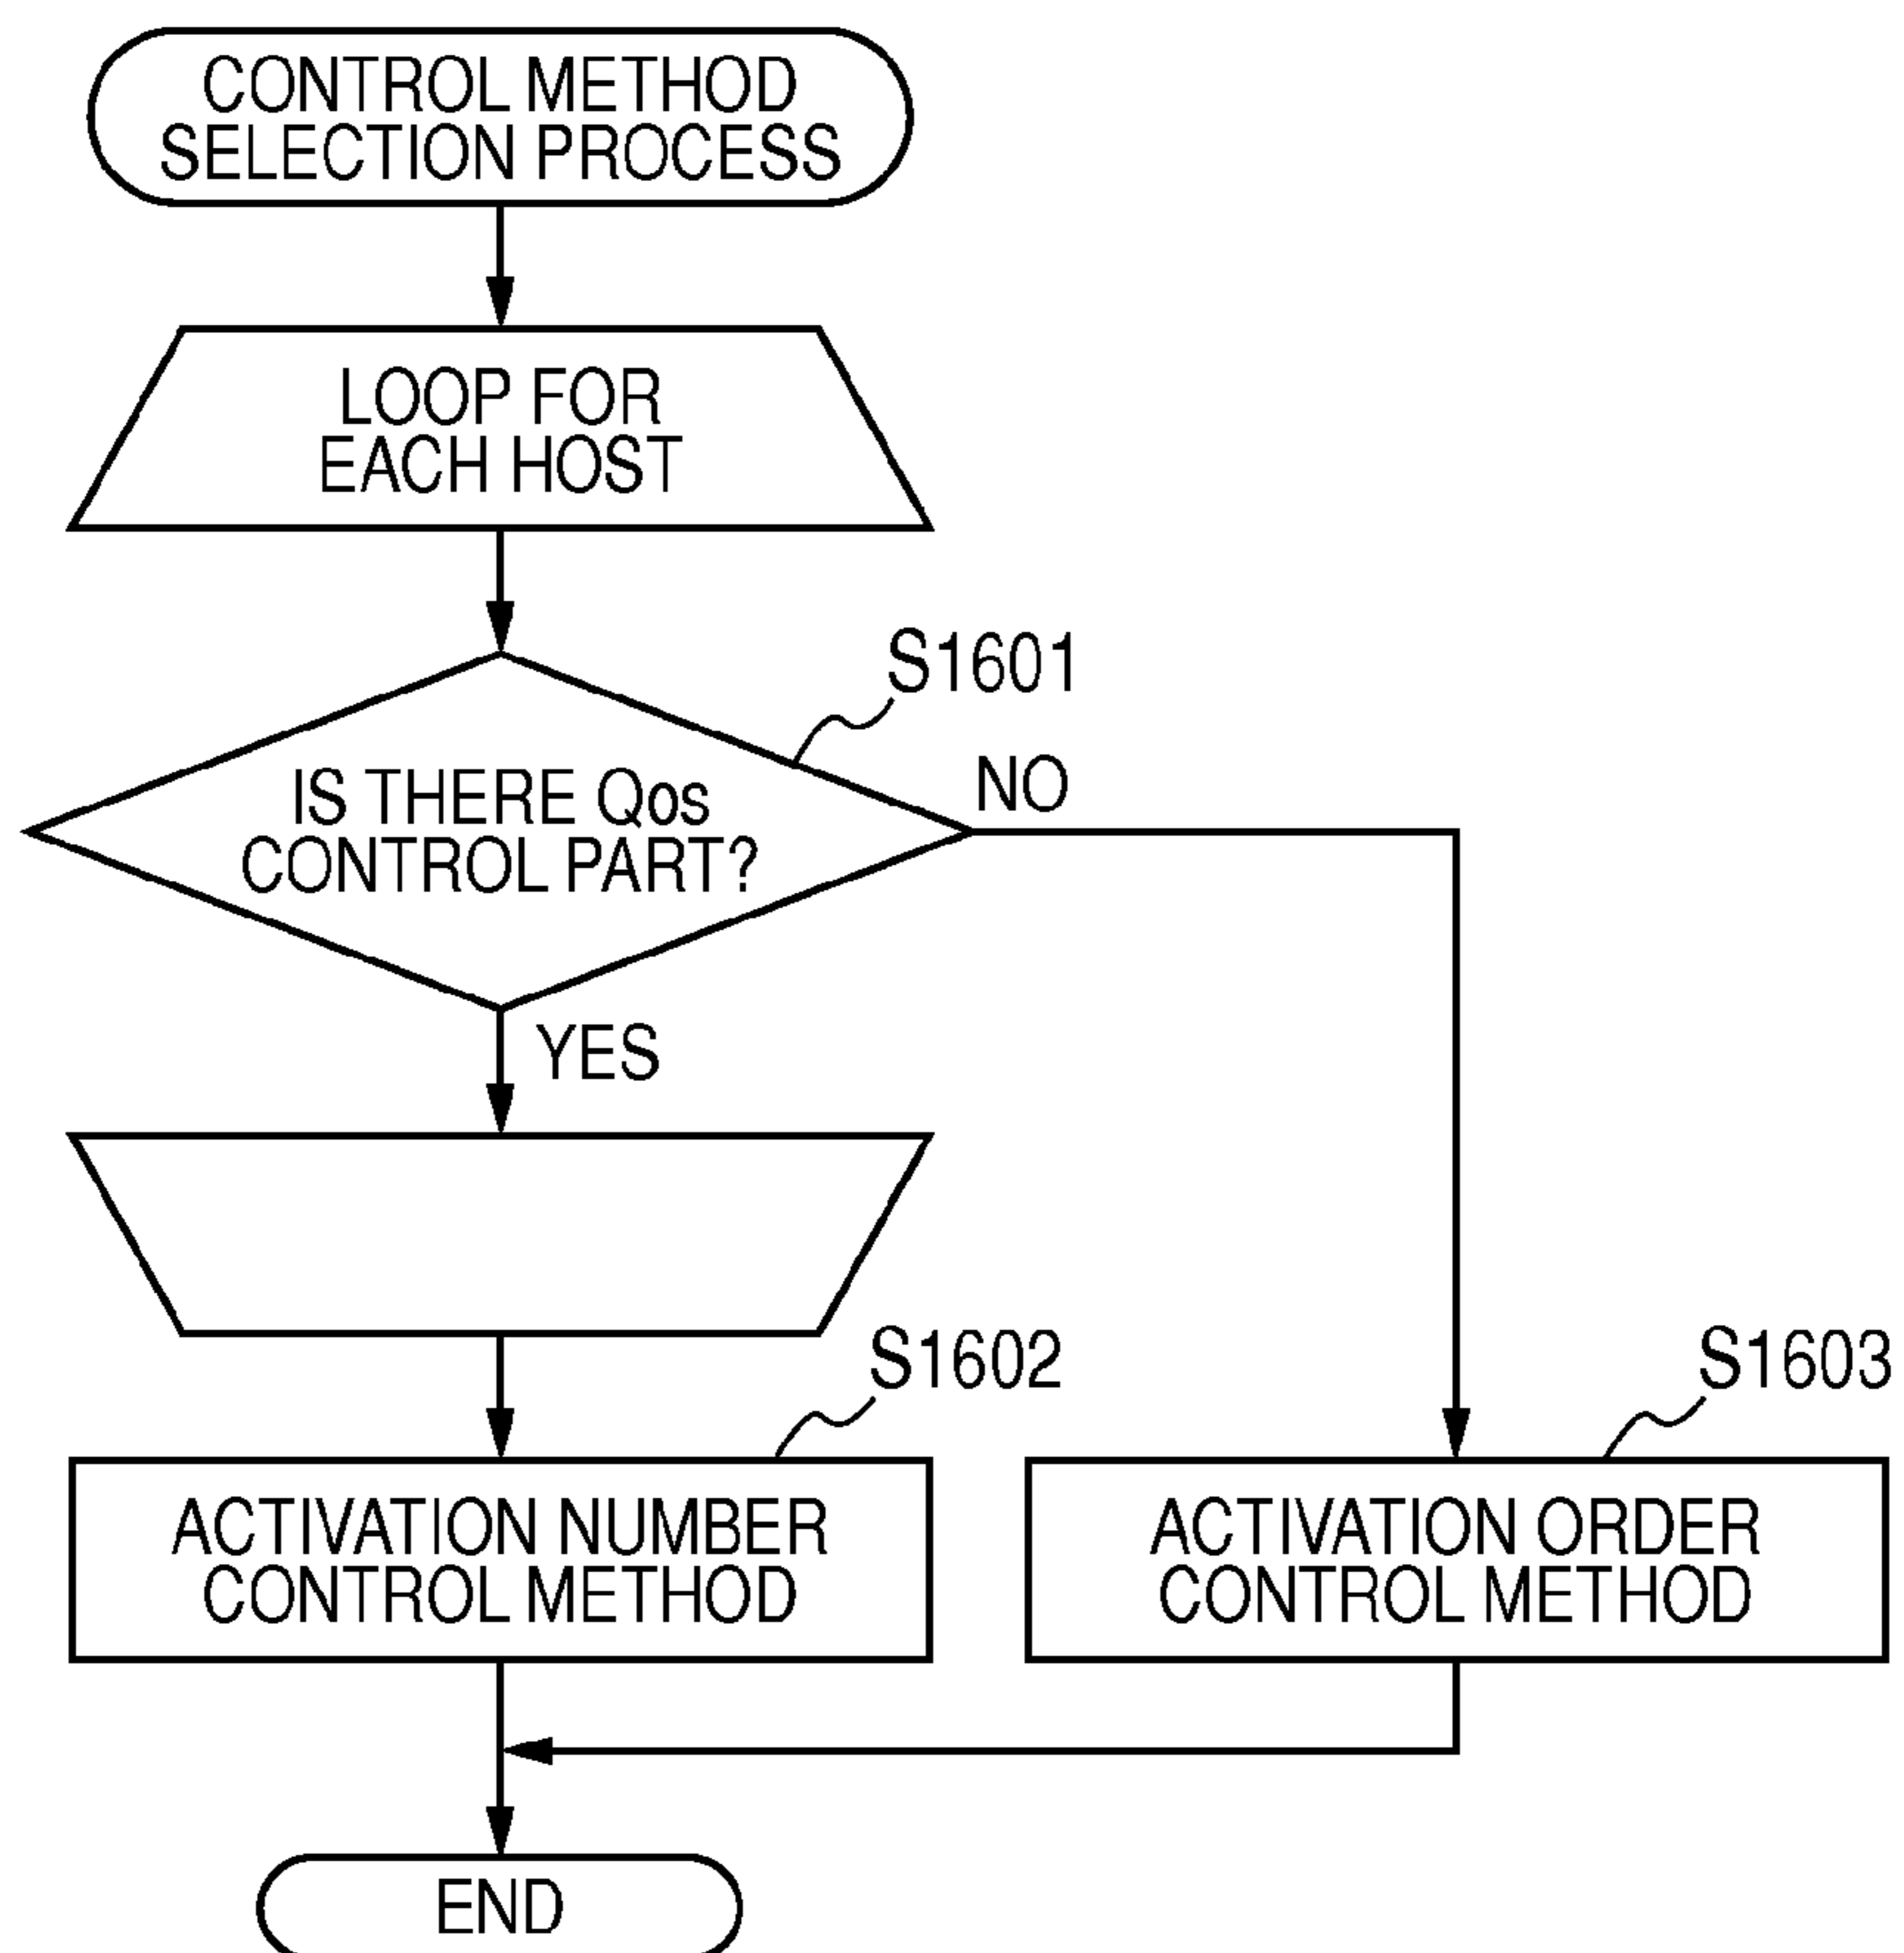 CONTROL METHOD
SELECTION PROCESS
LOOP FOR
EACH HOST
S1601
IS THERE Qos
CONTROL PART?
NO
YES
S1602
S1603
ACTIVATION NUMBER
CONTROL METHOD
ACTIVATION ORDER
CONTROL METHOD
END